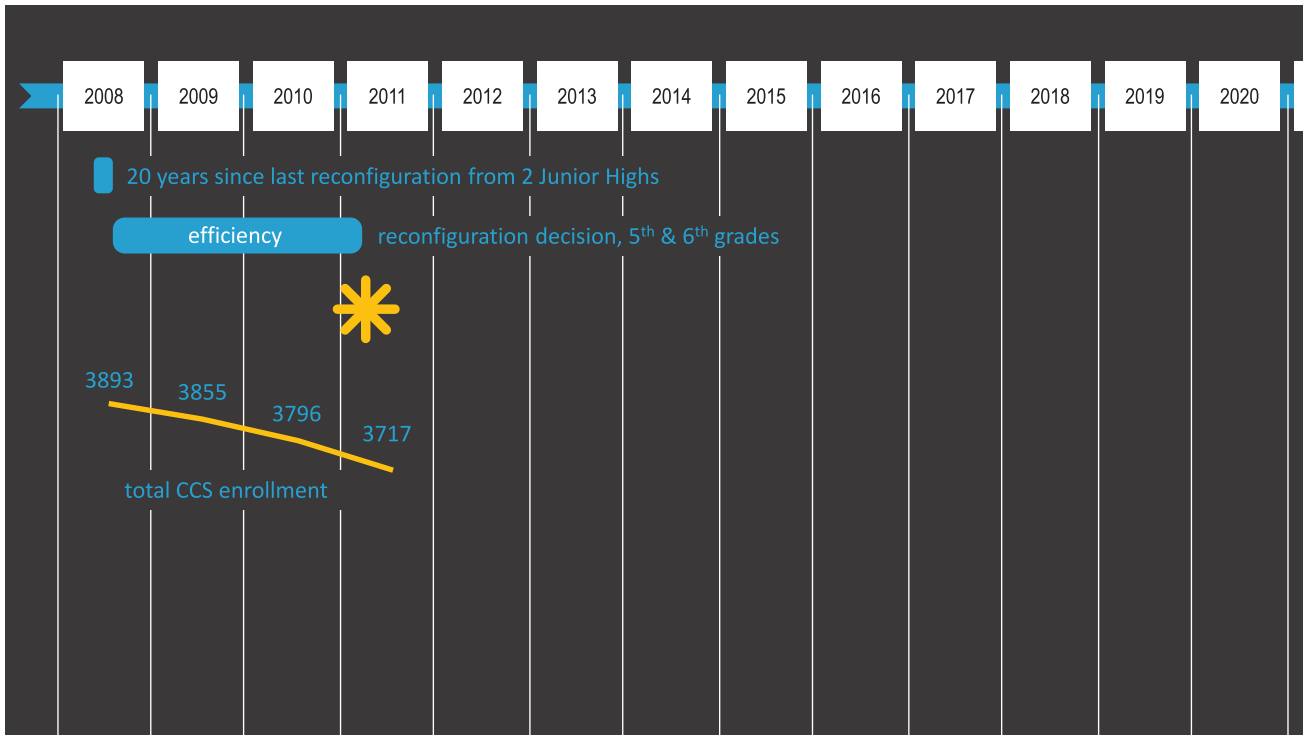 2008 2009 2010 2011 2012 2013 2014 2015 2016 2017 2018 2019 2020
20 years since last reconfiguration from 2 Junior Highs
efficiency reconfiguration decision, 5th & 6th grades
3893
3855
3796
3717
total CCS enrollment